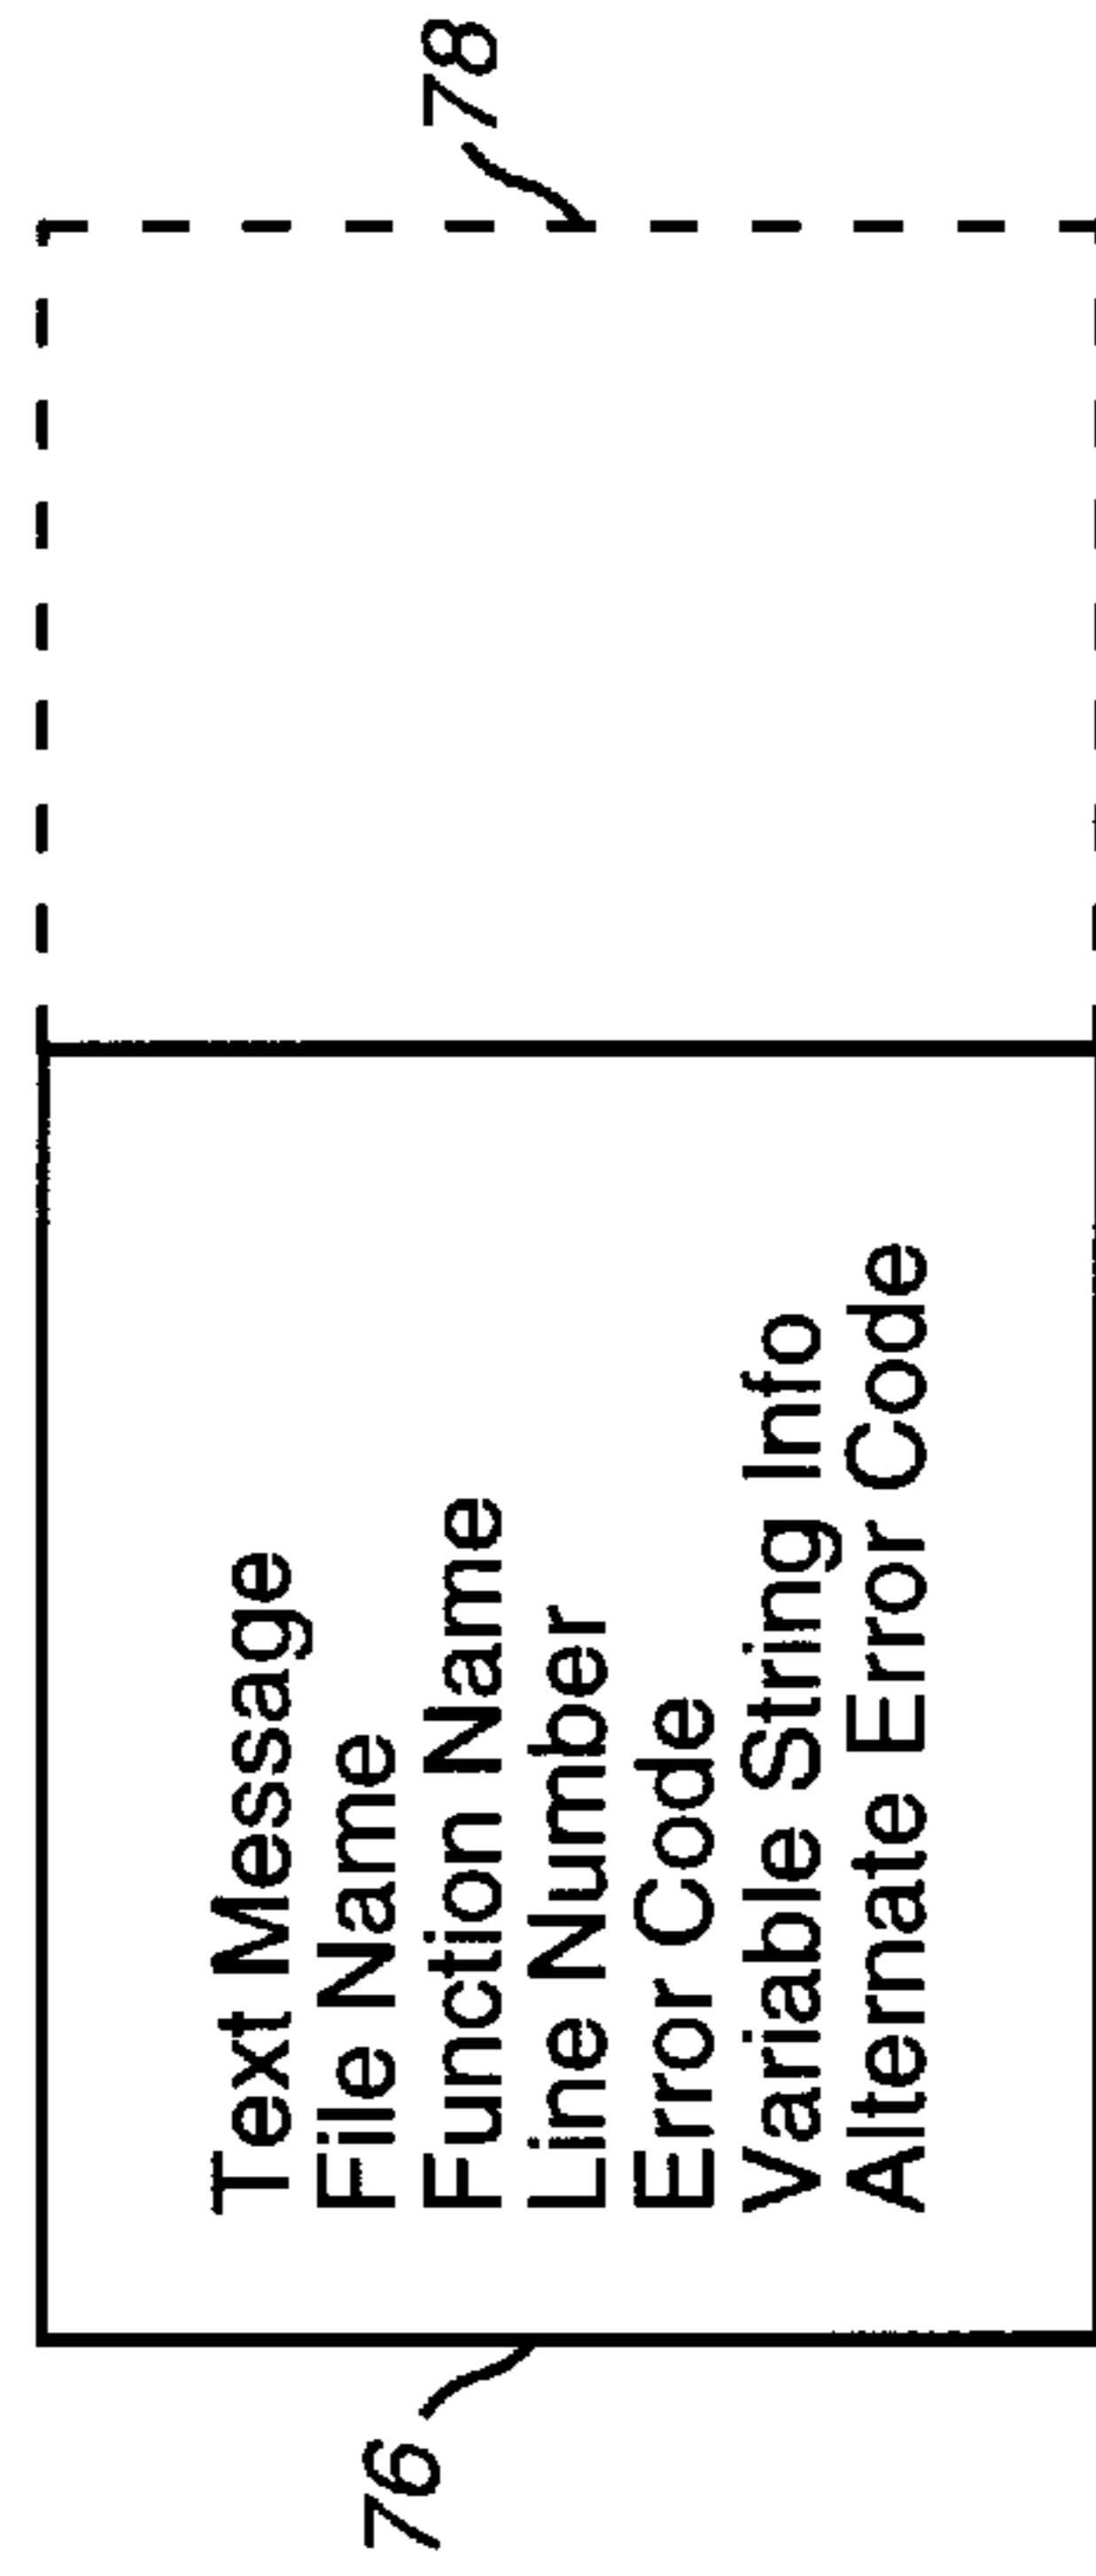 76
Text Message
File Name
Function Name
Line Number
Error Code
Variable String Info
Alternate Error Code
78